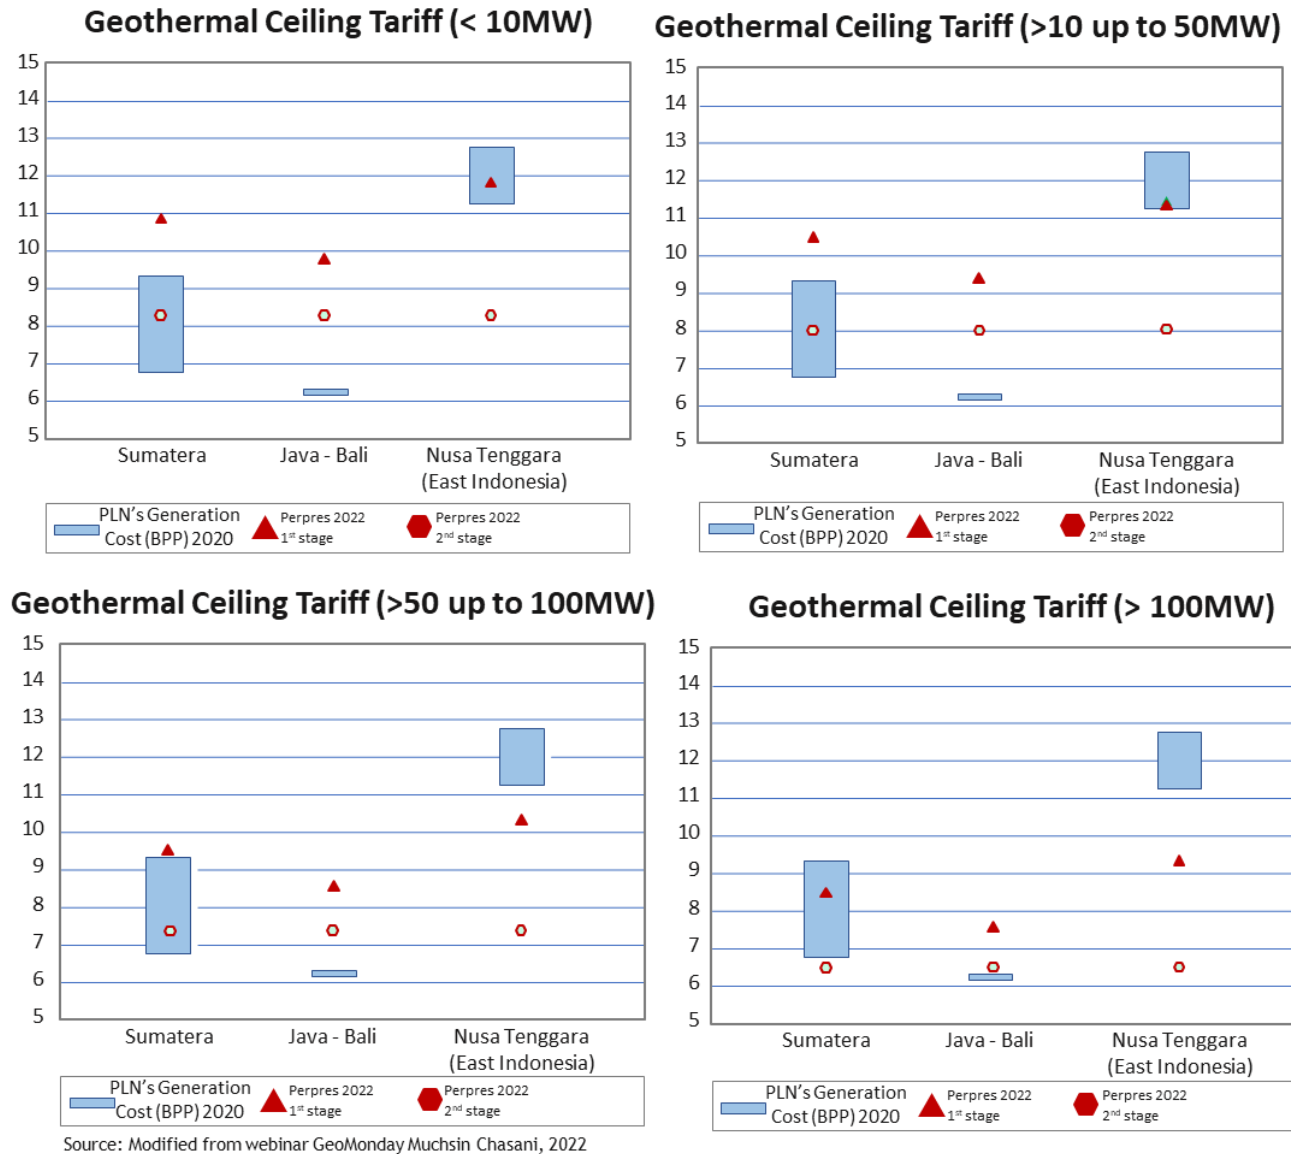 Geothermal Ceiling Tariff (< 10MW)
15
14
13
12
11
10
9
8
7
6
5
Sumatera
Java - Bali
Nusa Tenggara
(East Indonesia)
PLN's Generation
Cost (BPP) 2020
Perpres 2022
1st stage
Perpres 2022
2nd stage
Geothermal Ceiling Tariff (>10 up to 50MW)
15
14
13
12
11
10
9
8
7
6
5
Sumatera
Java - Bali
Nusa Tenggara
(East Indonesia)
PLN's Generation
Cost (BPP) 2020
Perpres 2022
1st stage
Perpres 2022
2nd stage
Geothermal Ceiling Tariff (>50 up to 100MW)
15
14
13
12
11
10
9
8
7
6
5
Sumatera
Java - Bali
Nusa Tenggara
(East Indonesia)
PLN's Generation
Cost (BPP) 2020
Perpres 2022
1st stage
Perpres 2022
2nd stage
Geothermal Ceiling Tariff (> 100MW)
15
14
13
12
11
10
9
8
7
6
5
Sumatera
Java - Bali
Nusa Tenggara
(East Indonesia)
PLN's Generation
Cost (BPP) 2020
Perpres 2022
1st stage
Perpres 2022
2nd stage
Source: Modified from webinar GeoMonday Muchsin Chasani, 2022